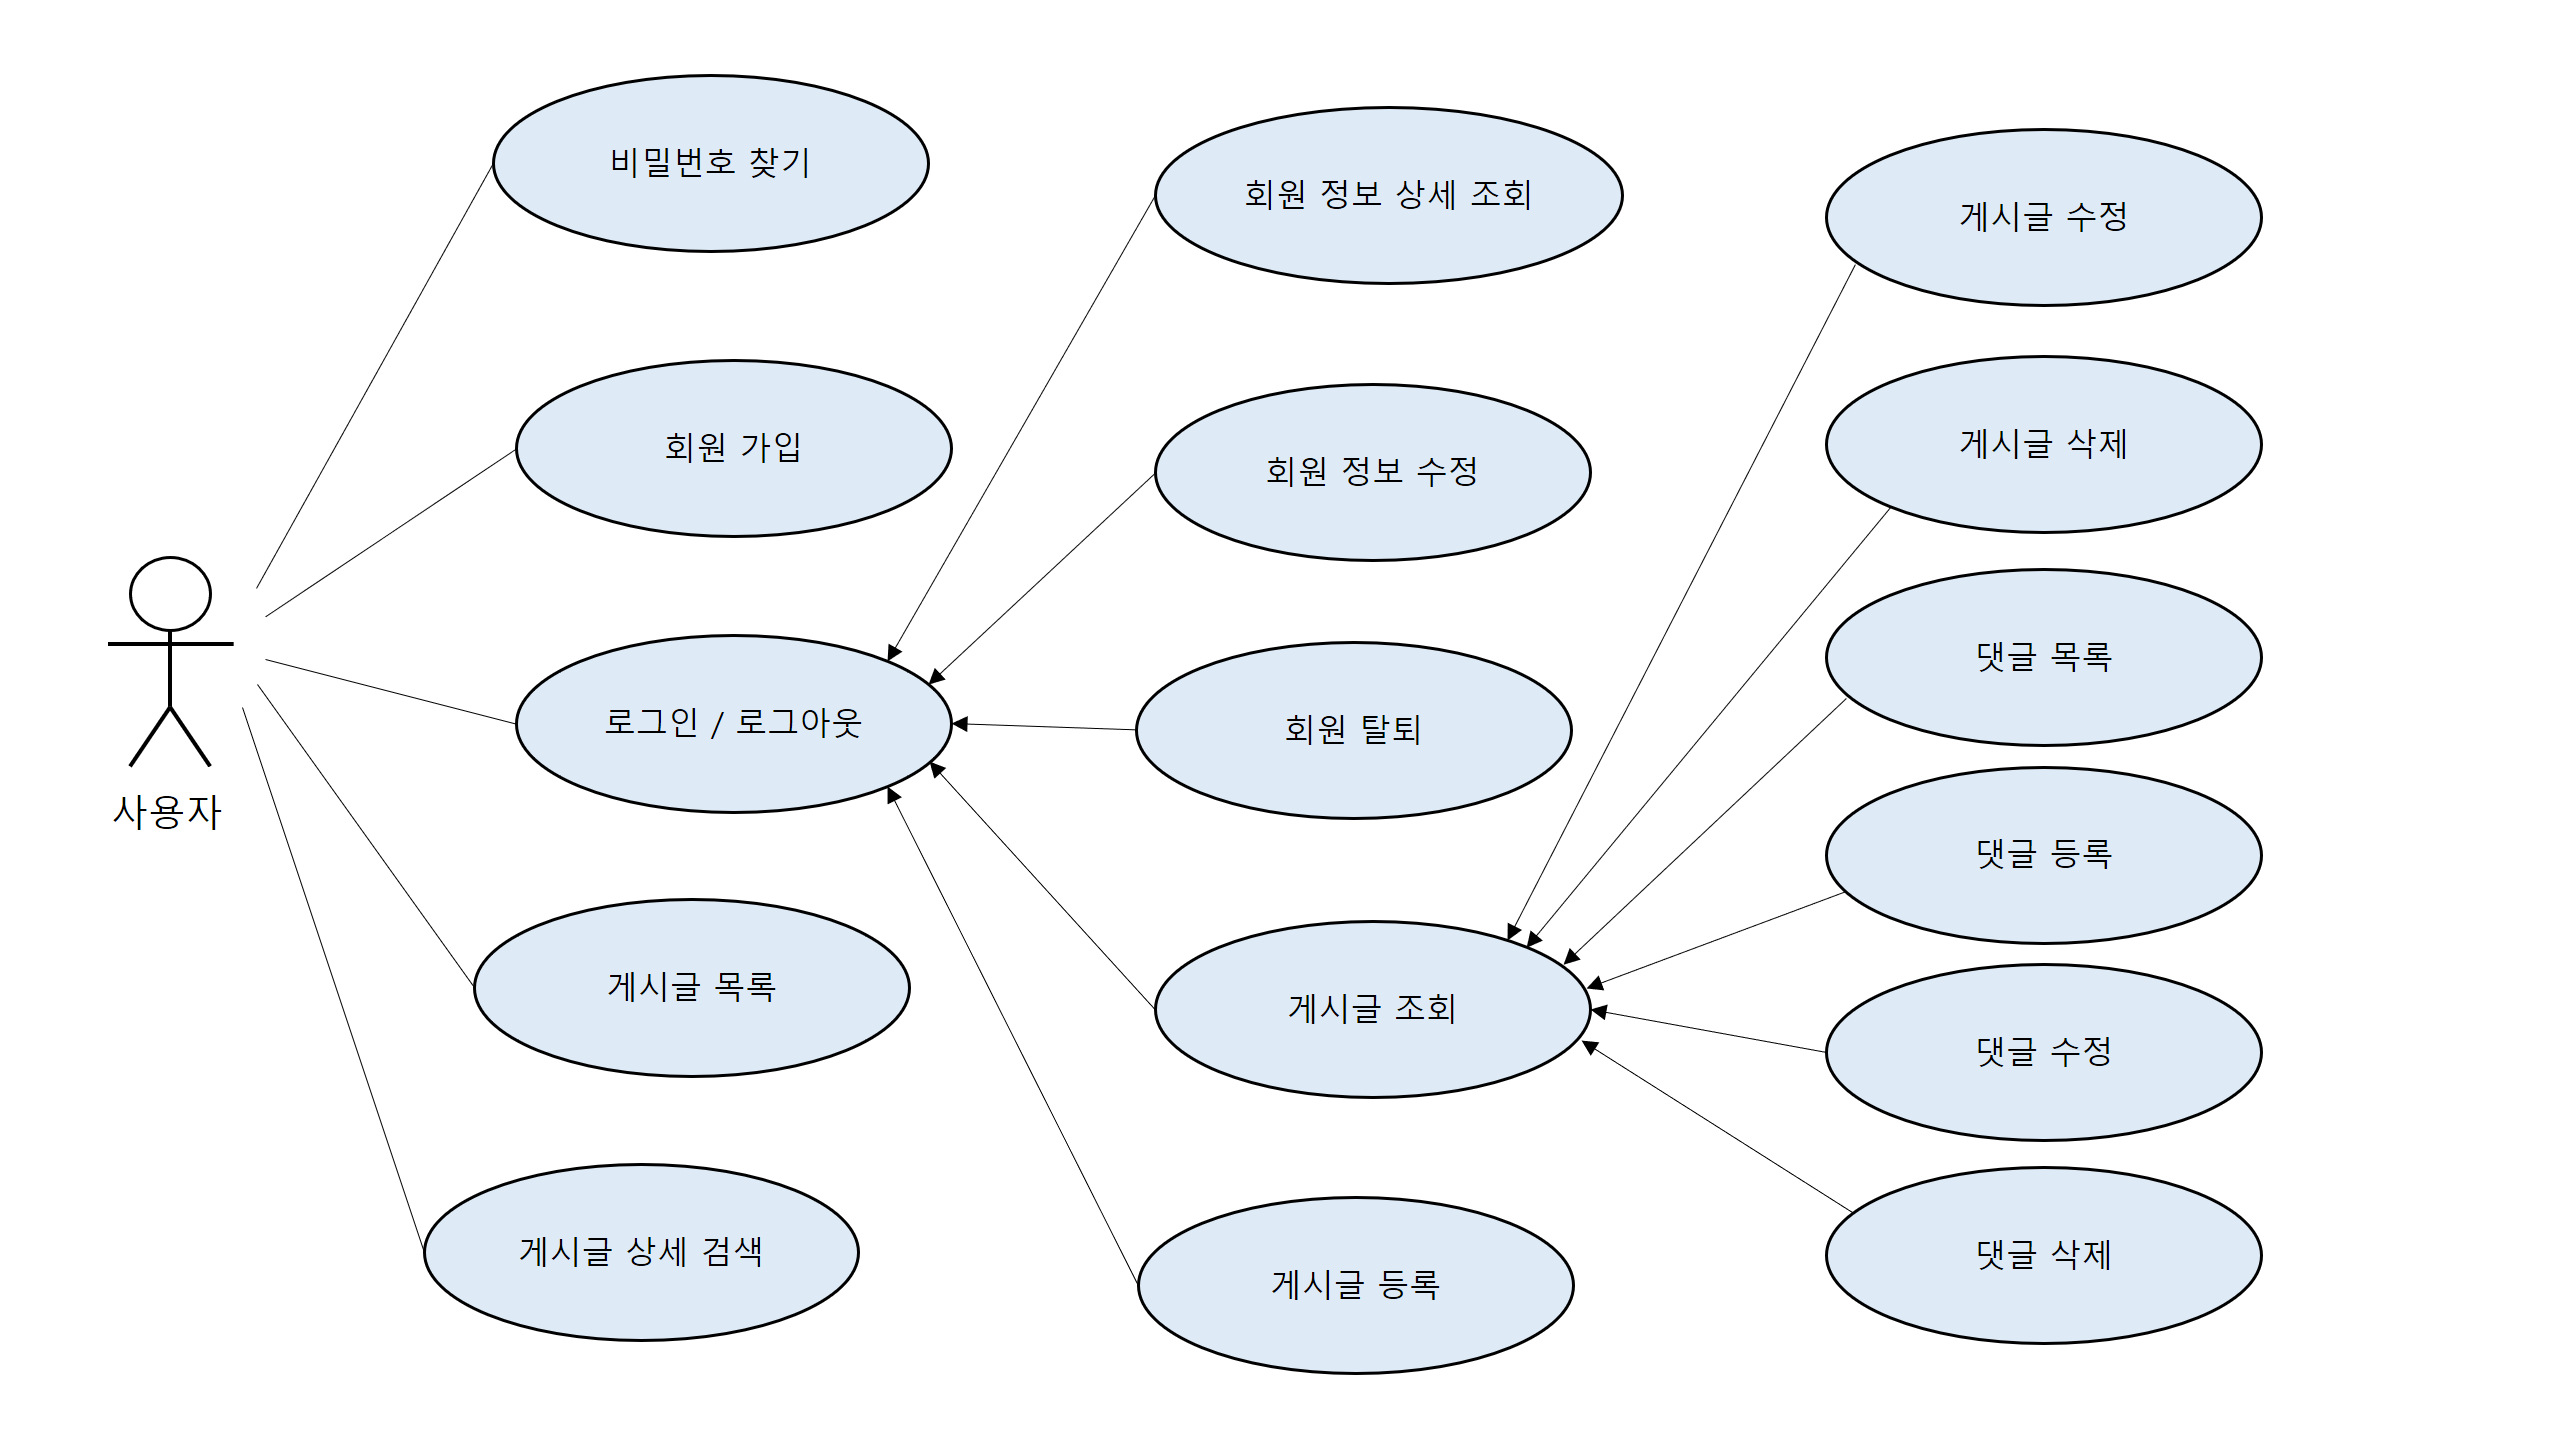 사용자
비밀번호 찾기
회원 가입
로그인 / 로그아웃
게시글 목록
게시글 상세 검색
회원 정보 상세 조회
회원 정보 수정
회원 탈퇴
게시글 조회
게시글 등록
게시글 수정
게시글 삭제
댓글 목록
댓글 등록
댓글 수정
댓글 삭제